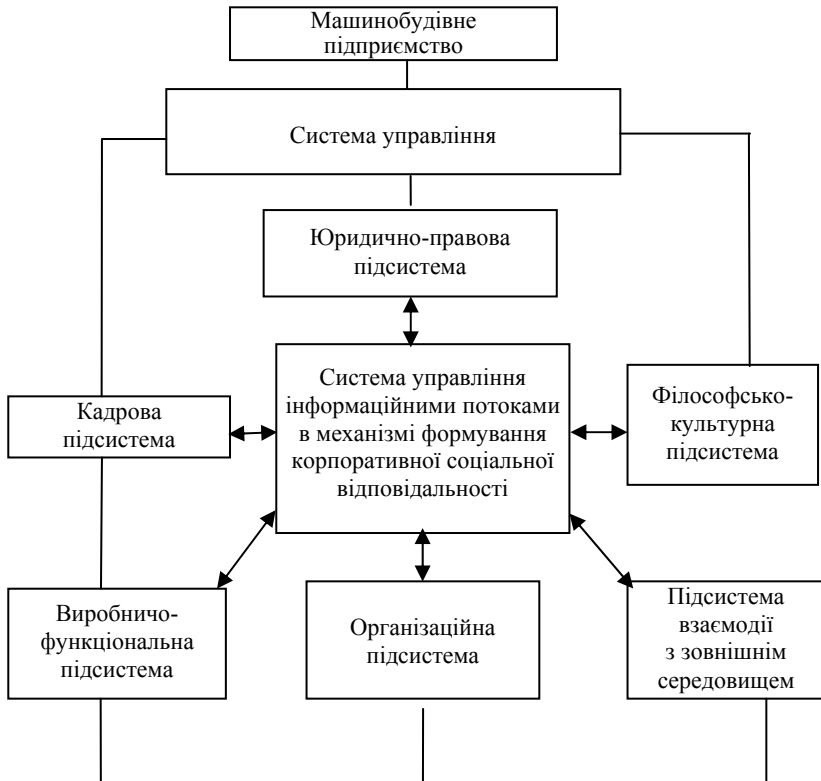 Машинобудівне
підприємство
Система управління
Юридично-правова
підсистема
Система управління
інформаційними потоками
в механізмі формування
корпоративної соціальної
відповідальності
Кадрова
підсистема
Філософсько-
культурна
підсистема
Виробничо-
функціональна
підсистема
Організаційна
підсистема
Підсистема
взаємодії
з зовнішнім
середовищем